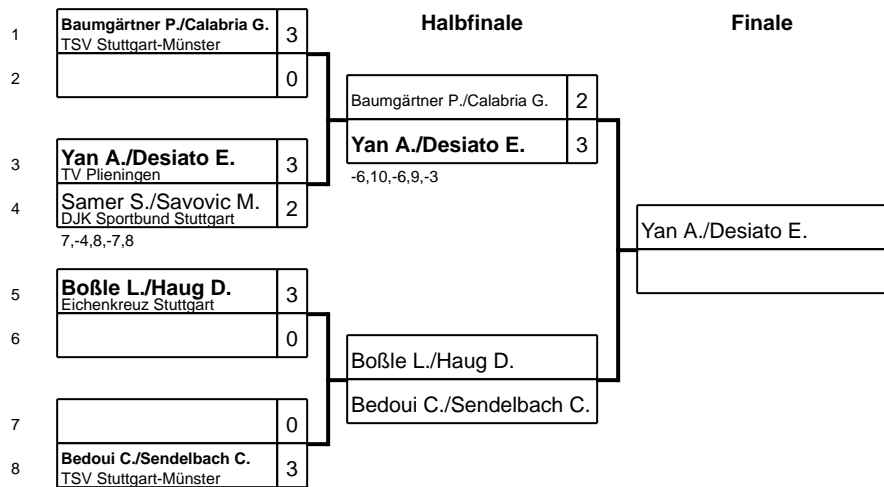 Halbfinale
Finale
1
Baumgärtner P./Calabria G.
TSV Stuttgart-Münster
3
2
0
3
Yan A./Desiato E.
TV Plieningen
3
4
Samer S./Savovic M.
DJK Sportbund Stuttgart
2
7,-4,8,-7,8
5
Boßle L./Haug D.
Eichenkreuz Stuttgart
3
6
0
7
0
8
Bedoui C./Sendelbach C.
TSV Stuttgart-Münster
3
Baumgärtner P./Calabria G.
2
Yan A./Desiato E.
3
-6,10,-6,9,-3
Boßle L./Haug D.
Bedoui C./Sendelbach C.
Yan A./Desiato E.